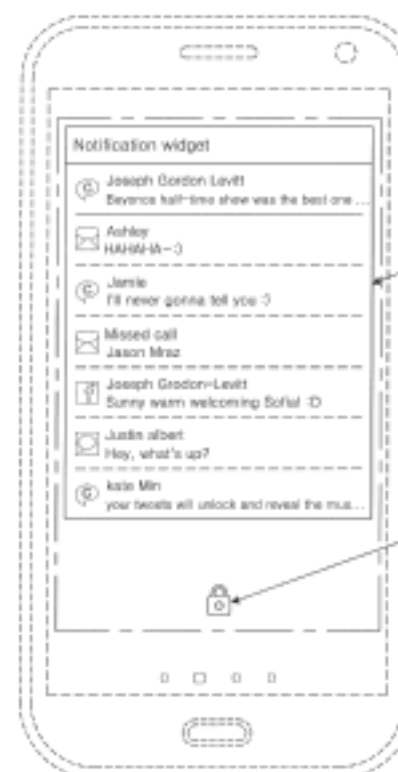 Notification widget
Joseph Gordon Levitt
Beyonce half-time show was the best one ...
Ashley
HAHAHA~:)
Jamie
I'll never gonna tell you :)
Missed call
Jason Mraz
Joseph Grodon-Levitt
Sunny warm welcoming Sofia! :D
Justin albert
Hey, what's up?
kate Min
your tweets will unlock and reveal the mus...